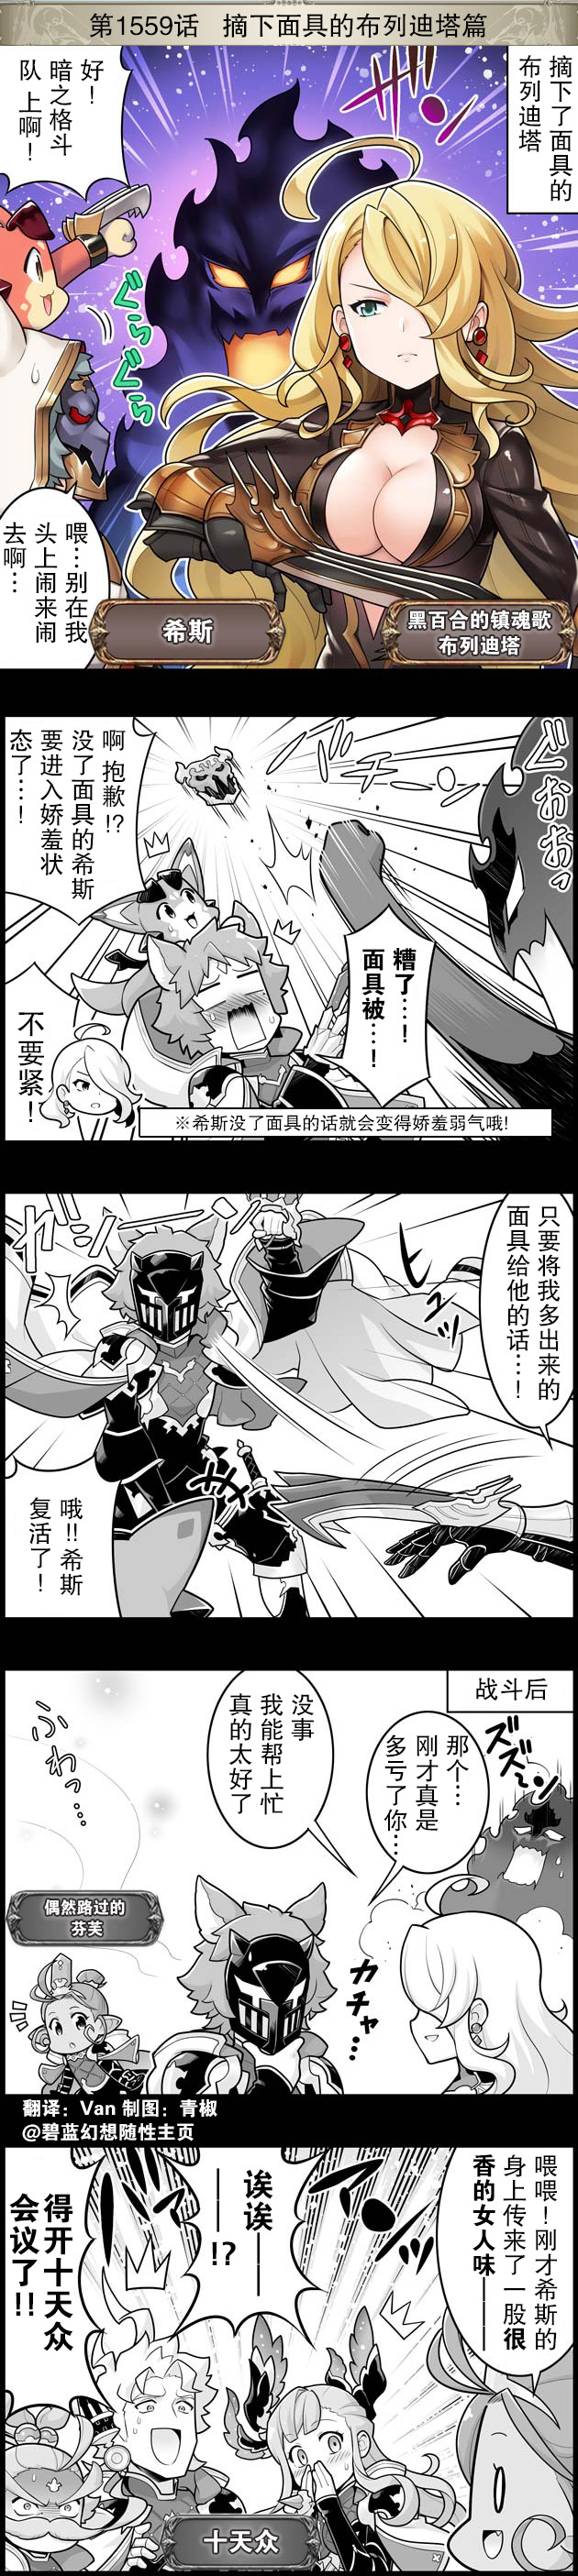 第1559话 摘下面具的布列迪塔篇
摘下了面具的
布列迪塔
好！
暗之格斗
队上啊！
ぐらぐら
喂…别在我
头上闹来闹
去啊…
希斯
黑百合的镇魂歌
布列迪塔
ぐおおっ
啊 抱歉!?
没了面具的希斯
要进入娇羞状
态了…！
糟了…！
面具被…！
不要紧！
※希斯没了面具的话就会变得娇羞弱气哦!
只要将我多出来的
面具给他的话…！
哦!! 希斯
复活了！
战斗后
ズズーン
那个…
刚才真是
多亏了你…
没事
我能帮上忙
真的太好了
ふわっ…
偶然路过的
芬芙
カチャ…
翻译：Van 制图：青椒
@碧蓝幻想随性主页
喂喂！刚才希斯的
身上传来了一股很
香的女人味——
诶诶——
——!?
得开十天众
会议了!!
十天众